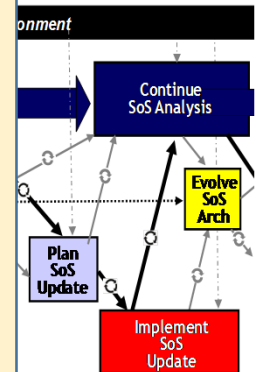 onment
Continue
SoS Analysis
Evolve
SoS
Arch
Plan
SoS
Update
Implement
SoS
Update